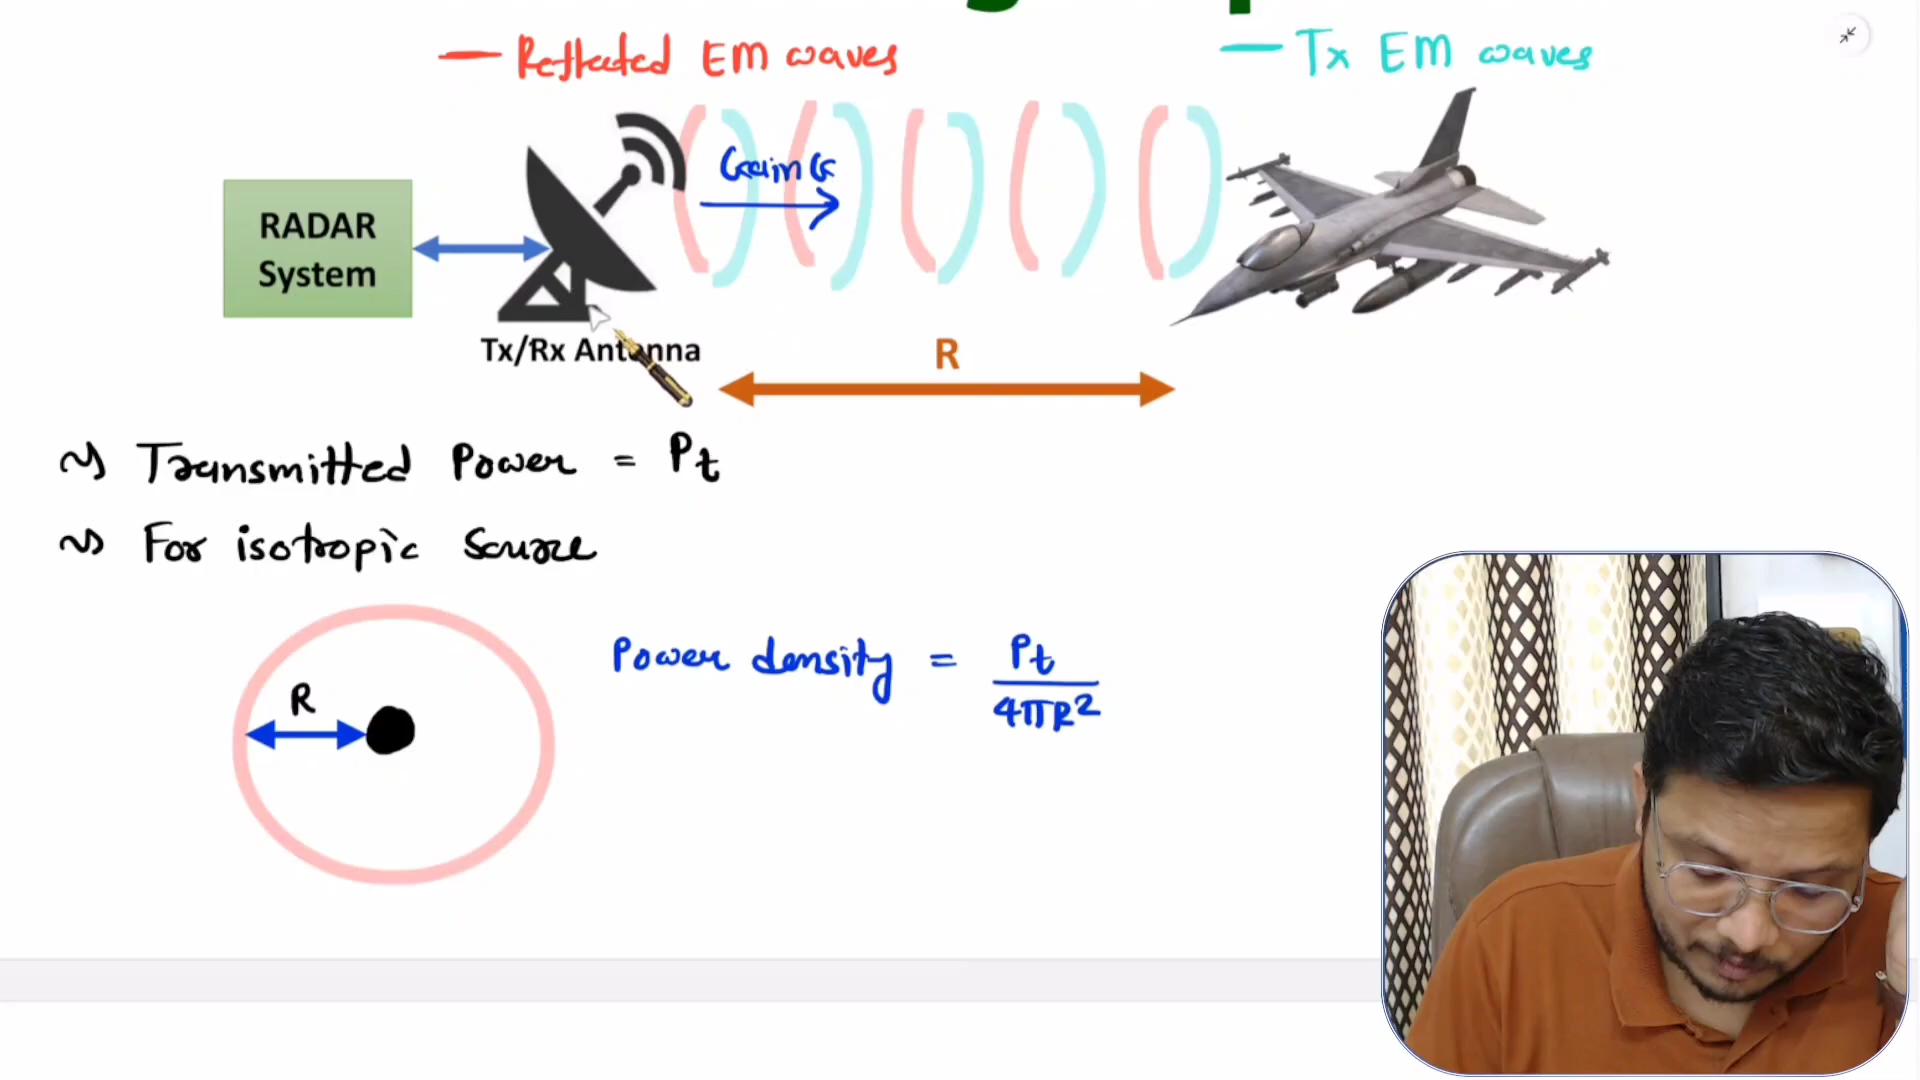 — Reflected EM waves
— Tx EM waves
Gain G
RADAR
System
Tx/Rx Antenna
R
Transmitted Power = Pt
For isotropic source
R
Power density = Pt / 4πR²